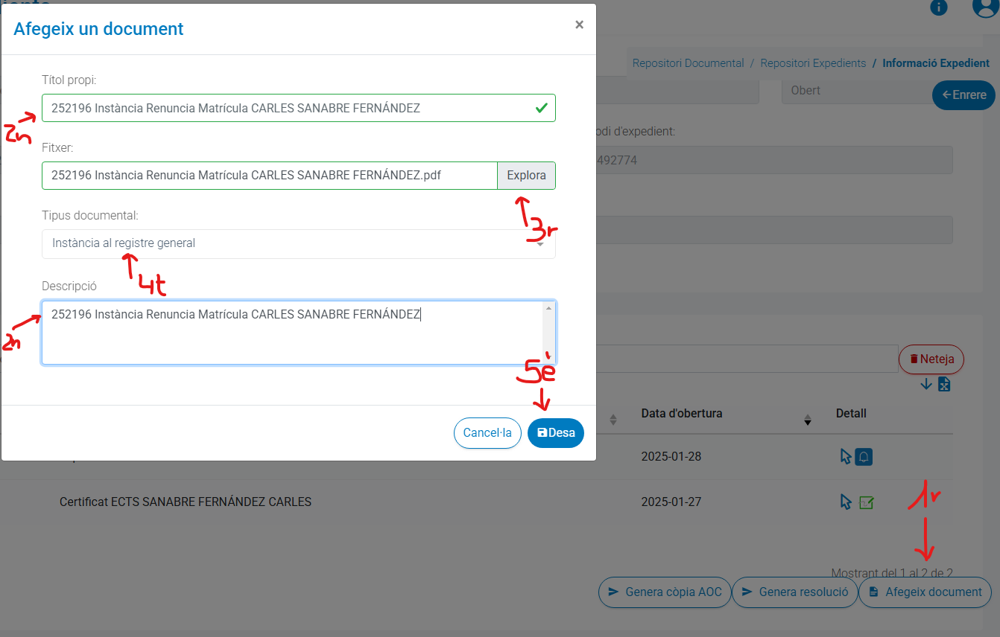 Afegeix un document
×
Títol propi:
252196 Instància Renuncia Matrícula CARLES SANABRE FERNÁNDEZ
2n
Fitxer:
252196 Instància Renuncia Matrícula CARLES SANABRE FERNÁNDEZ.pdf
Explora
3r
Tipus documental:
Instància al registre general
4t
Descripció
252196 Instància Renuncia Matrícula CARLES SANABRE FERNÁNDEZ
2n
5è
Cancel·la
Desa
Repositori Documental / Repositori Expedients / Informació Expedient
Obert
Enrere
odi d'expedient:
492774
Neteja
Data d'obertura
Detall
2025-01-28
Certificat ECTS SANABRE FERNÁNDEZ CARLES
2025-01-27
1r
Mostrant del 1 al 2 de 2
Genera còpia AOC
Genera resolució
Afegeix document